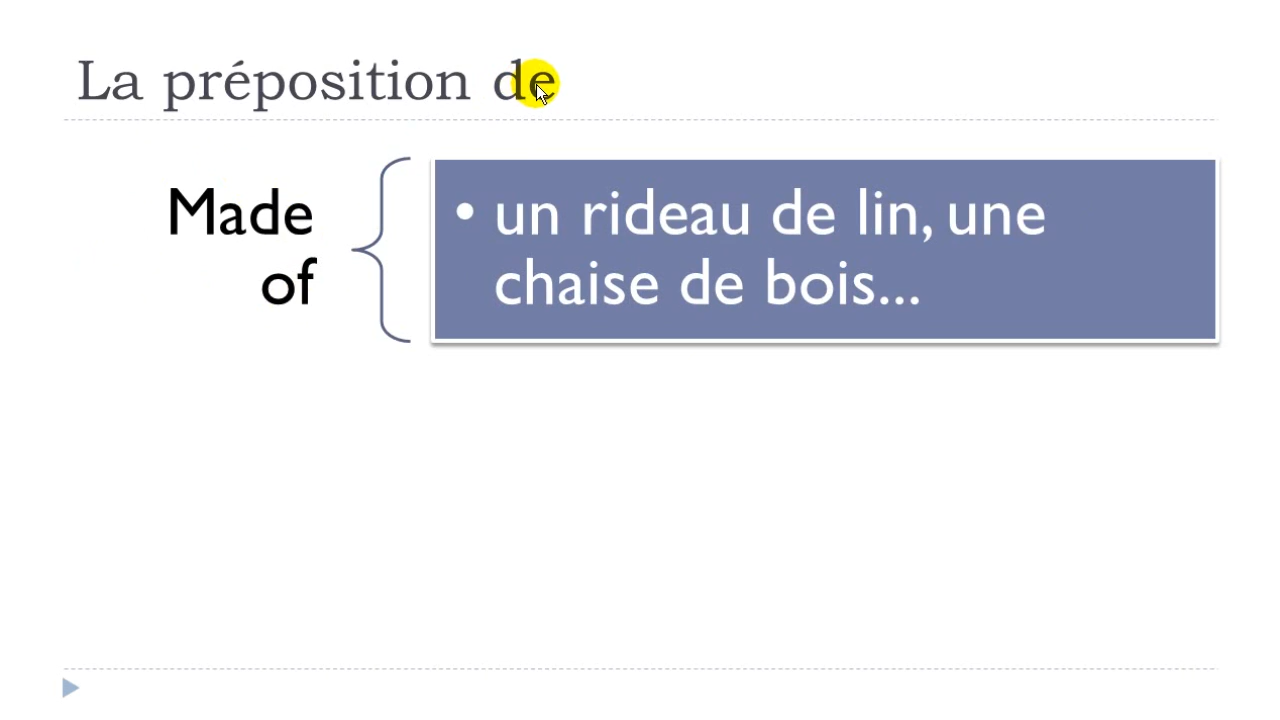 La préposition de
Made
of
• un rideau de lin, une
chaise de bois...